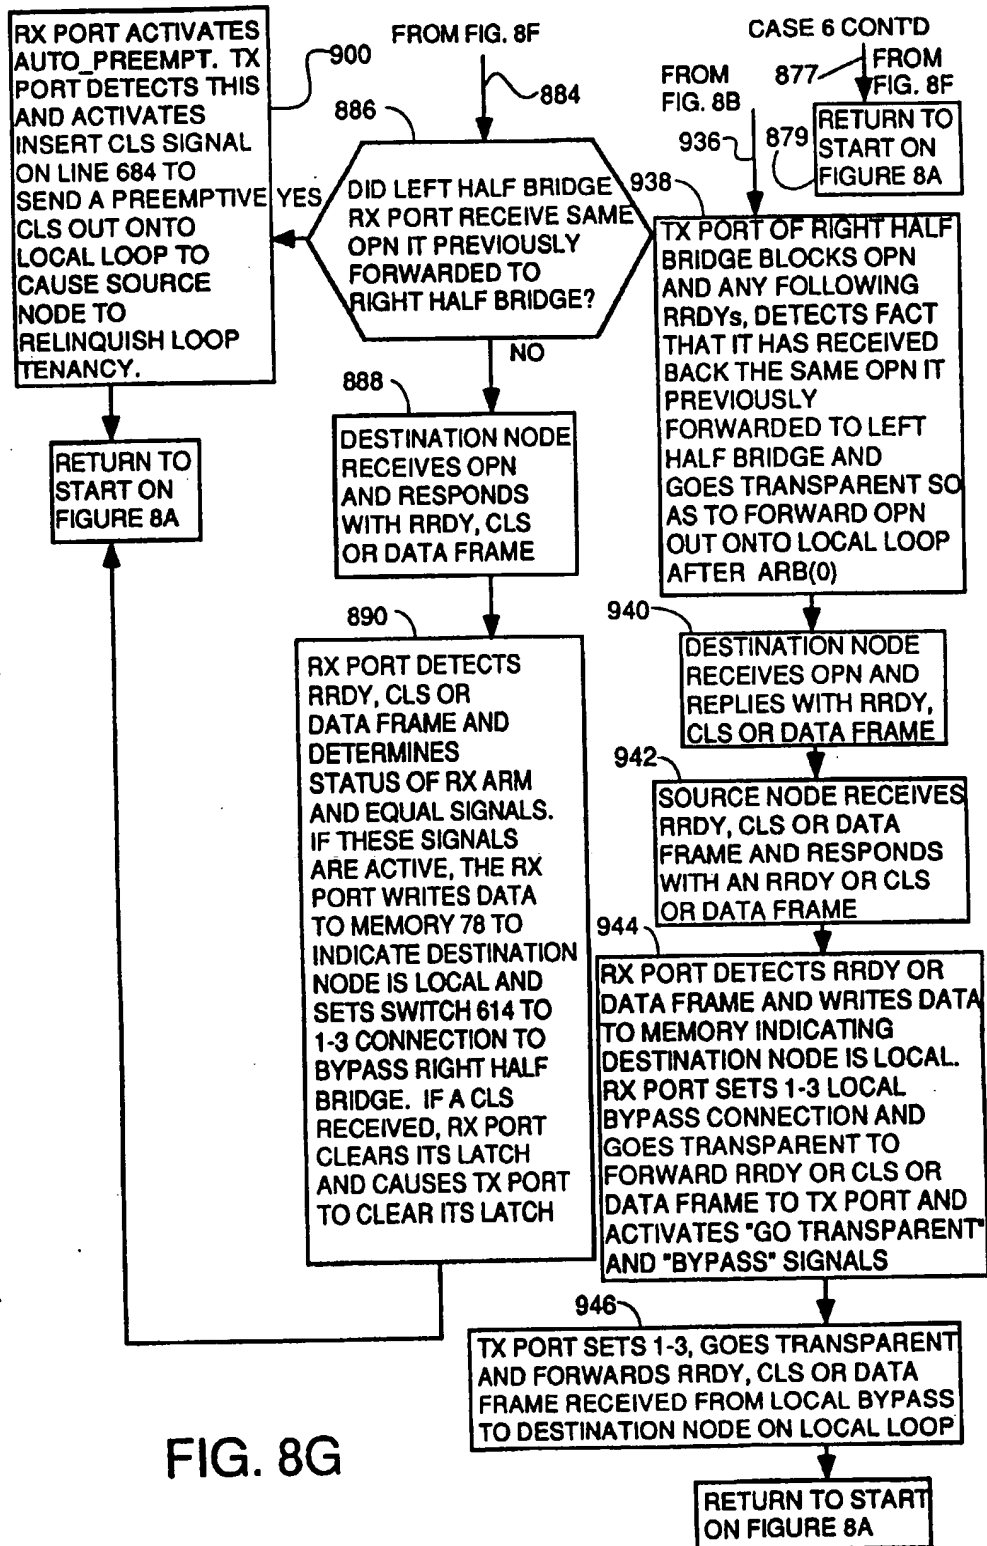 RX PORT ACTIVATES
AUTO_PREEMPT. TX
PORT DETECTS THIS
AND ACTIVATES
INSERT CLS SIGNAL
ON LINE 684 TO
SEND A PREEMPTIVE
CLS OUT ONTO
LOCAL LOOP TO
CAUSE SOURCE
NODE TO
RELINQUISH LOOP
TENANCY.
900
RETURN TO
START ON
FIGURE 8A
FROM FIG. 8F
884
886
YES
DID LEFT HALF BRIDGE
RX PORT RECEIVE SAME
OPN IT PREVIOUSLY
FORWARDED TO
RIGHT HALF BRIDGE?
NO
888
DESTINATION NODE
RECEIVES OPN
AND RESPONDS
WITH RRDY, CLS
OR DATA FRAME
890
RX PORT DETECTS
RRDY, CLS OR
DATA FRAME AND
DETERMINES
STATUS OF RX ARM
AND EQUAL SIGNALS.
IF THESE SIGNALS
ARE ACTIVE, THE RX
PORT WRITES DATA
TO MEMORY 78 TO
INDICATE DESTINATION
NODE IS LOCAL AND
SETS SWITCH 614 TO
1-3 CONNECTION TO
BYPASS RIGHT HALF
BRIDGE. IF A CLS
RECEIVED, RX PORT
CLEARS ITS LATCH
AND CAUSES TX PORT
TO CLEAR ITS LATCH
CASE 6 CONT'D
877
FROM
FIG. 8F
879
RETURN TO
START ON
FIGURE 8A
FROM
FIG. 8B
936
938
TX PORT OF RIGHT HALF
BRIDGE BLOCKS OPN
AND ANY FOLLOWING
RRDYs, DETECTS FACT
THAT IT HAS RECEIVED
BACK THE SAME OPN IT
PREVIOUSLY
FORWARDED TO LEFT
HALF BRIDGE AND
GOES TRANSPARENT SO
AS TO FORWARD OPN
OUT ONTO LOCAL LOOP
AFTER ARB(0)
940
DESTINATION NODE
RECEIVES OPN AND
REPLIES WITH RRDY,
CLS OR DATA FRAME
942
SOURCE NODE RECEIVES
RRDY, CLS OR DATA
FRAME AND RESPONDS
WITH AN RRDY OR CLS
OR DATA FRAME
944
RX PORT DETECTS RRDY OR
DATA FRAME AND WRITES DATA
TO MEMORY INDICATING
DESTINATION NODE IS LOCAL.
RX PORT SETS 1-3 LOCAL
BYPASS CONNECTION AND
GOES TRANSPARENT TO
FORWARD RRDY OR CLS OR
DATA FRAME TO TX PORT AND
ACTIVATES "GO TRANSPARENT"
AND "BYPASS" SIGNALS
946
TX PORT SETS 1-3, GOES TRANSPARENT
AND FORWARDS RRDY, CLS OR DATA
FRAME RECEIVED FROM LOCAL BYPASS
TO DESTINATION NODE ON LOCAL LOOP
RETURN TO START
ON FIGURE 8A
FIG. 8G